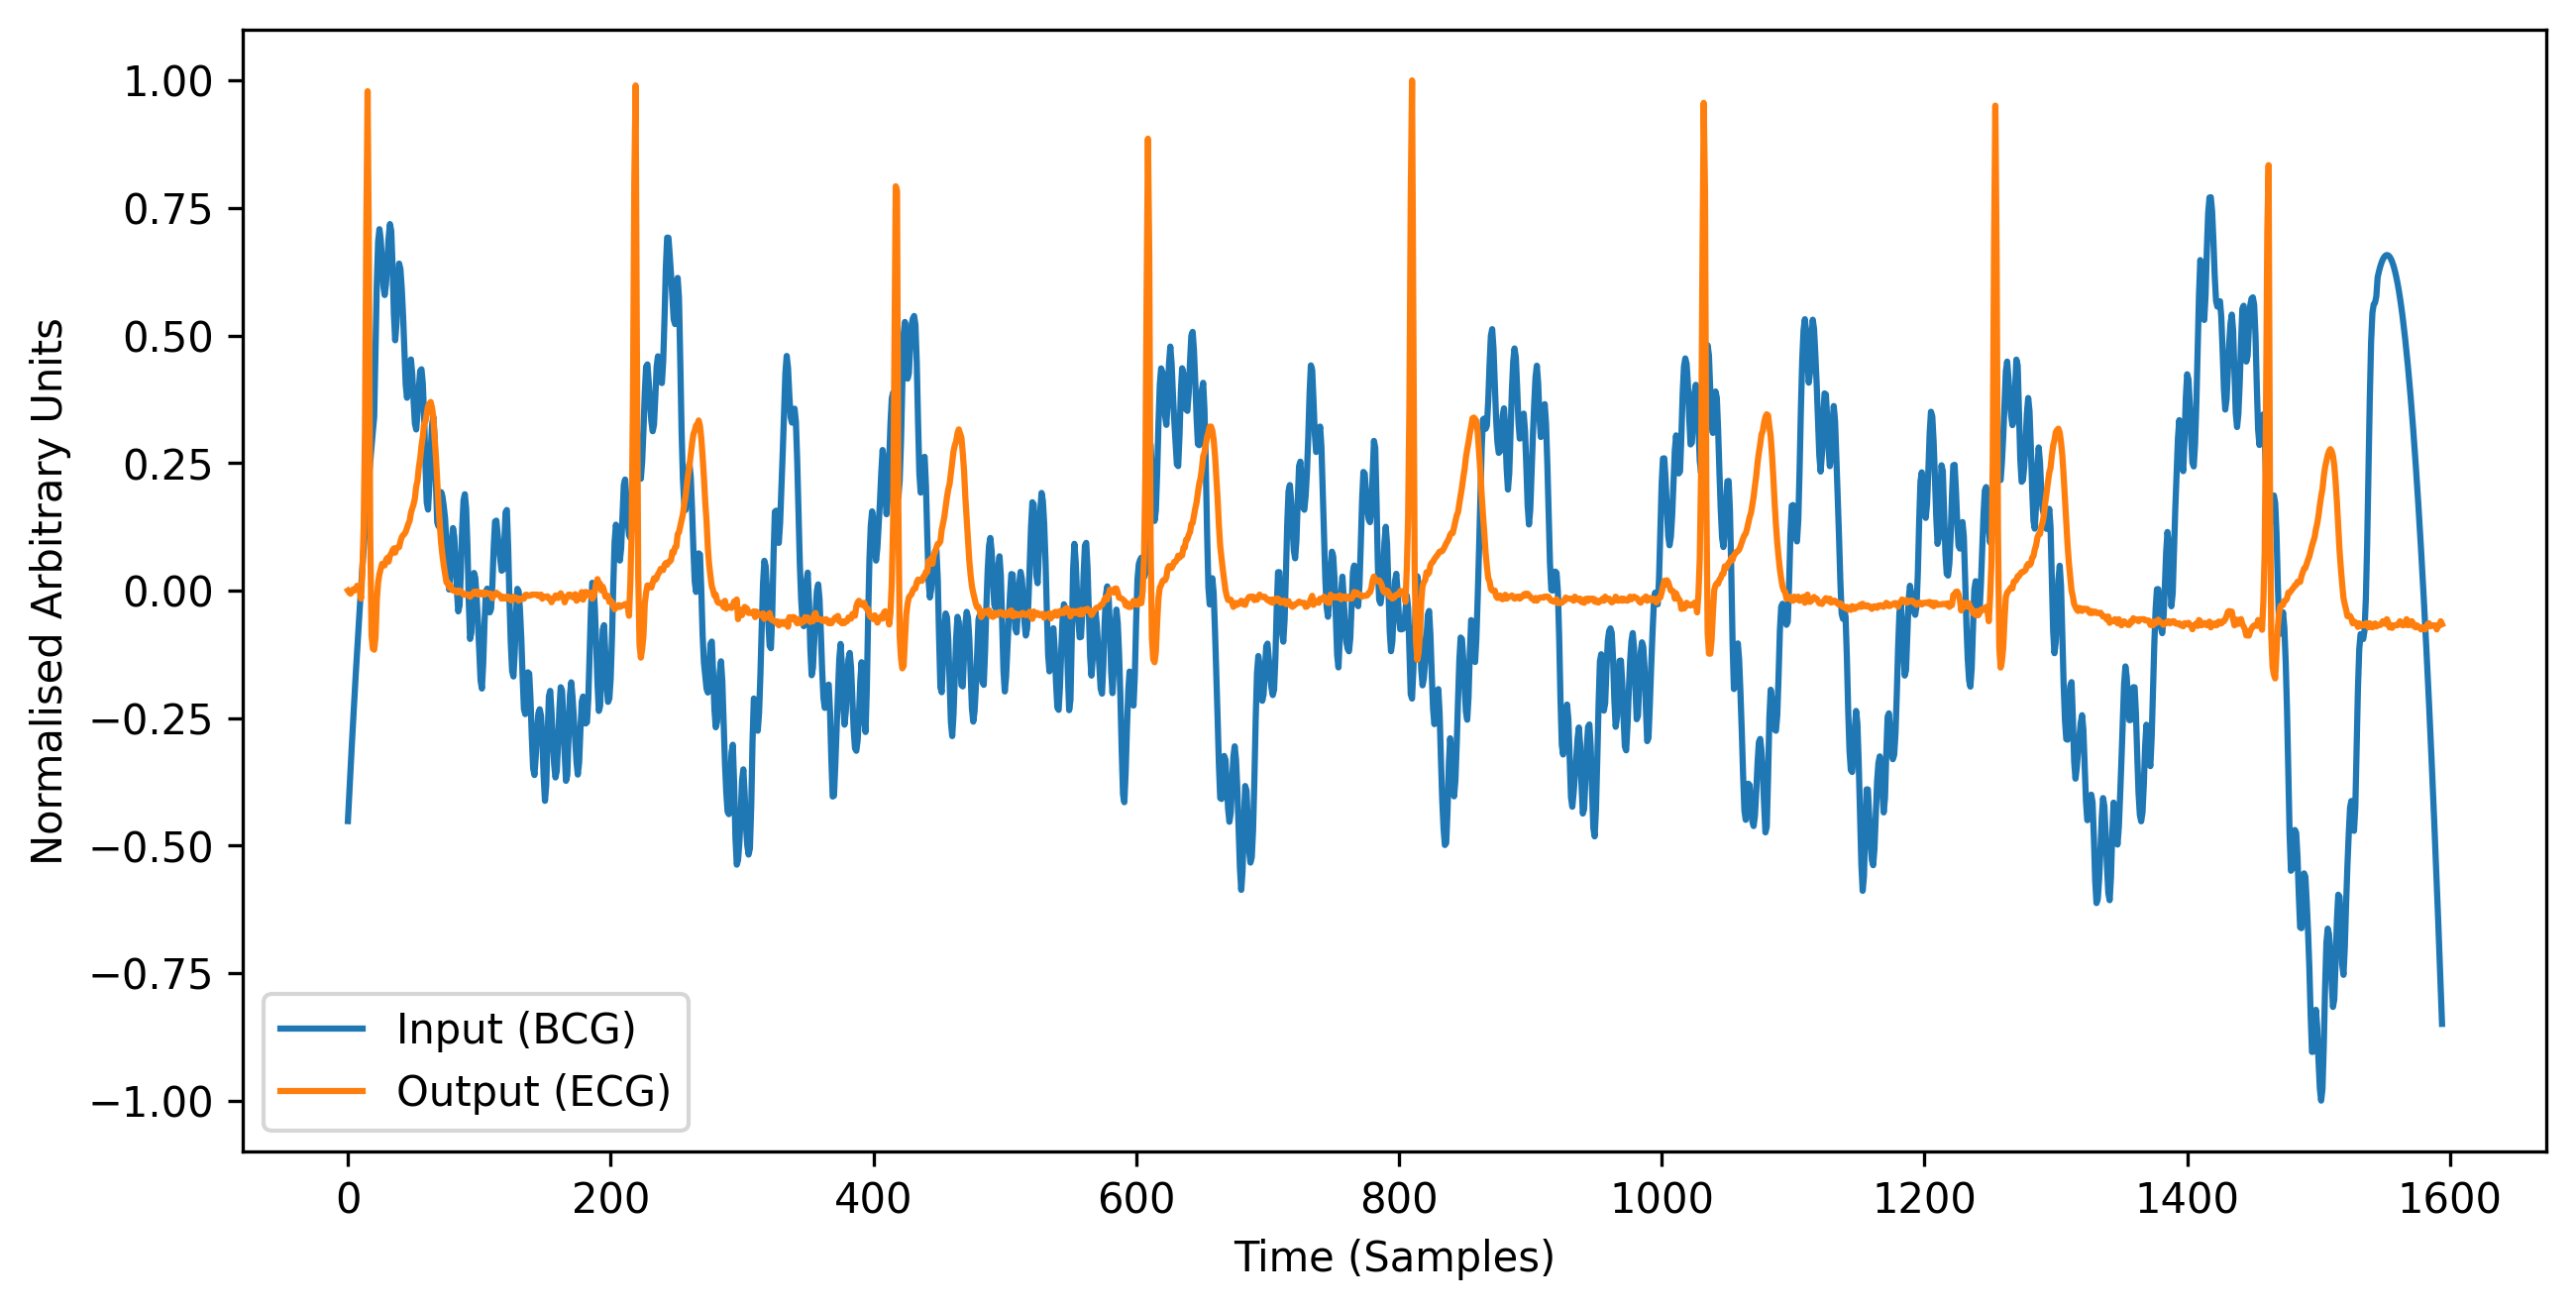 Normalised Arbitrary Units
1.00
0.75
0.50
0.25
0.00
−0.25
−0.50
−0.75
−1.00
Input (BCG)
Output (ECG)
0 200 400 600 800 1000 1200 1400 1600
Time (Samples)